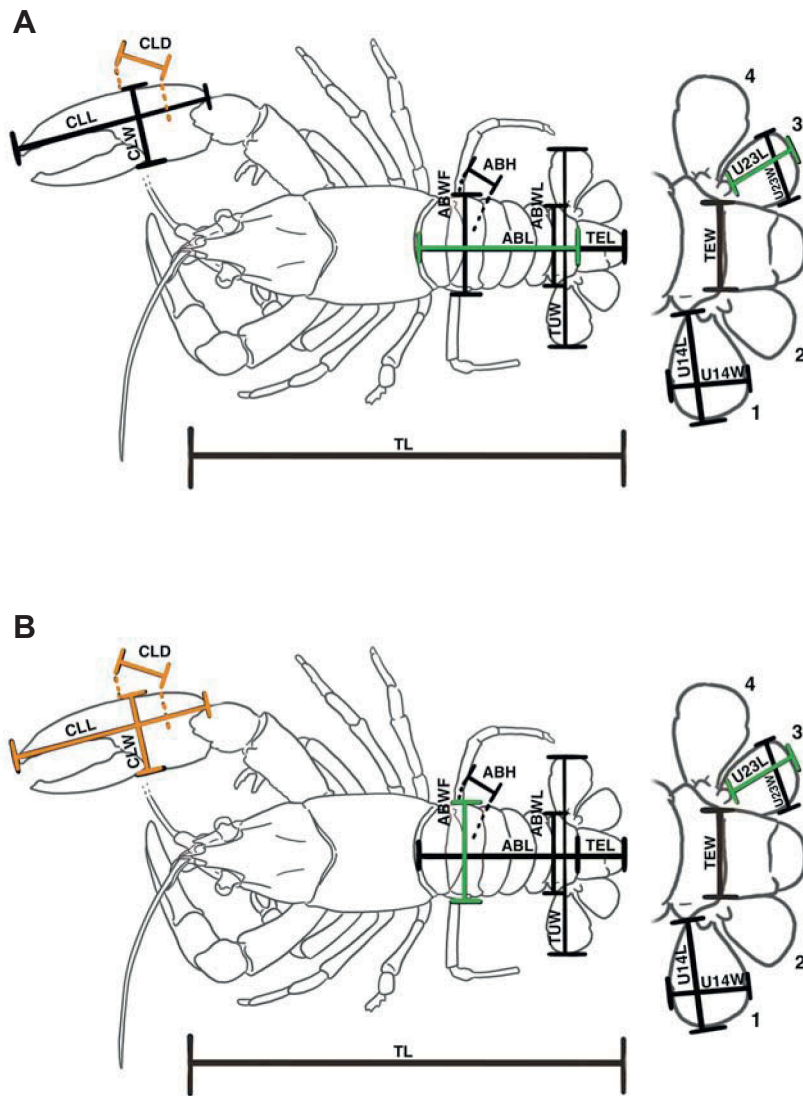 A
CLD
CLL
CLW
ABWF
ABH
ABWL
ABL
TEL
TUW
TL
4
3
U23L
U23W
TEW
2
U14L
U14W
1
B
CLD
CLL
CLW
ABWF
ABH
ABWL
ABL
TEL
TUW
TL
4
3
U23L
U23W
TEW
2
U14L
U14W
1